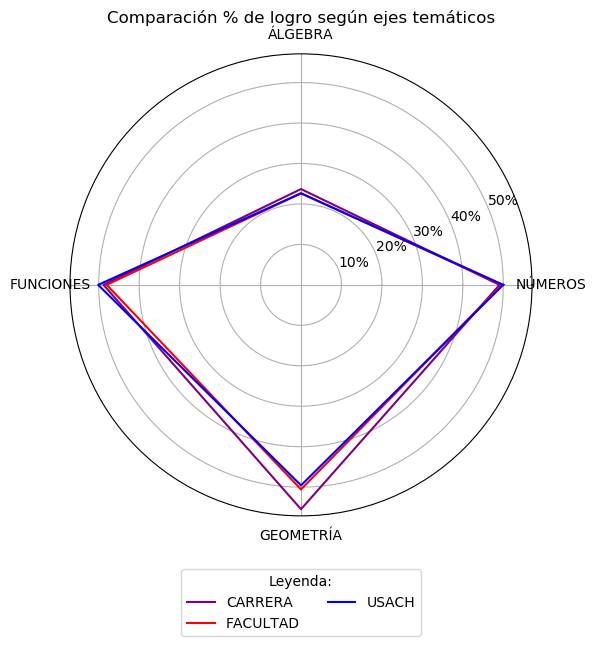 Comparación % de logro según ejes temáticos
ÁLGEBRA
50%
40%
30%
20%
10%
FUNCIONES
NÚMEROS
GEOMETRÍA
Leyenda:
CARRERA
USACH
FACULTAD